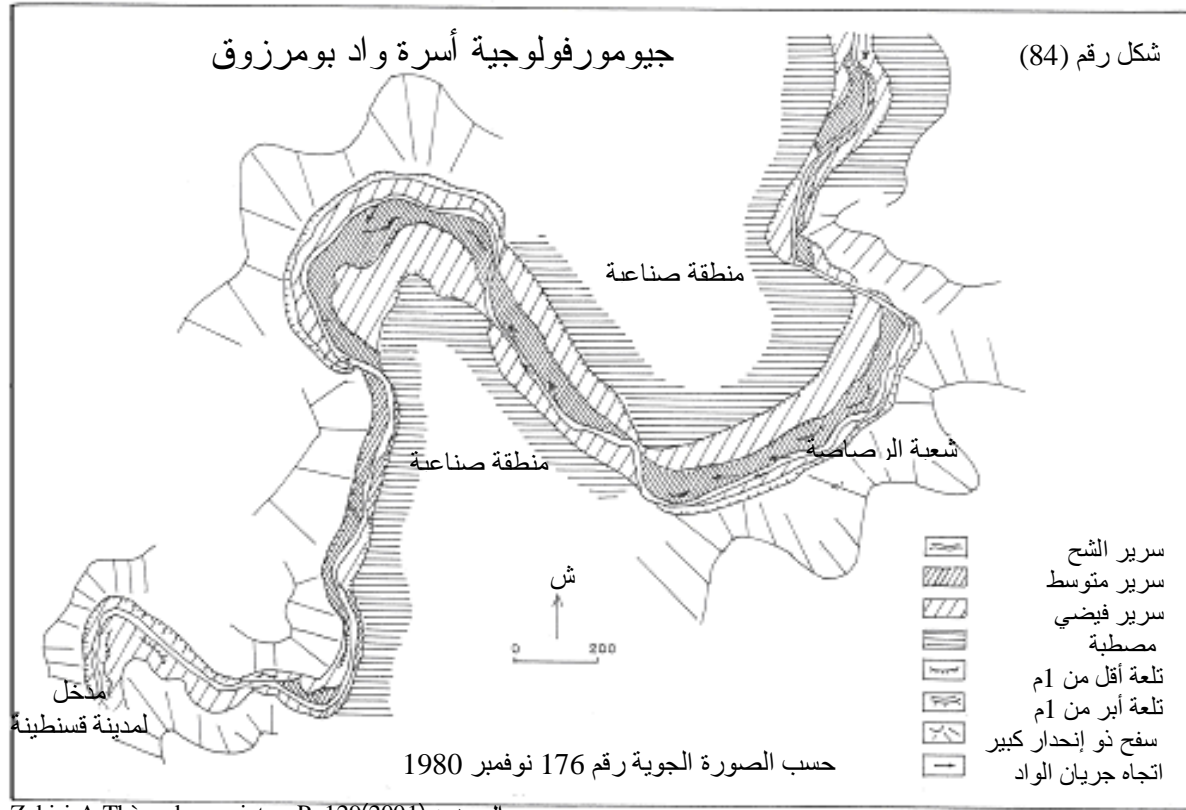 شكل رقم (84)
جيومورفولوجية أسرة واد بومرزوق
منطقة صناعية
منطقة صناعية
شعبة الرصاصة
ش
0 200
مدخل
لمدينة قسنطينة
سرير الشح
سرير متوسط
سرير فيضي
مصطبة
تلعة أقل من 1م
تلعة أبر من 1م
سفح ذو إنحدار كبير
اتجاه جريان الواد
حسب الصورة الجوية رقم 176 نوفمبر 1980